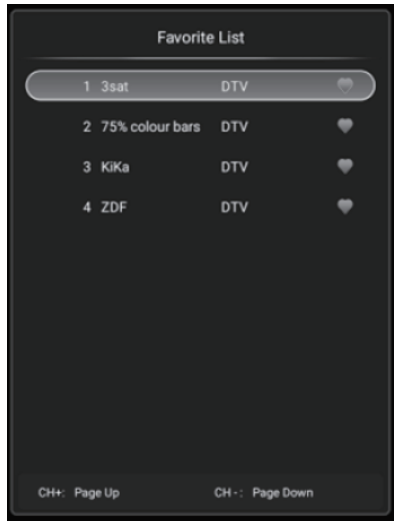 Favorite List
1 3sat DTV
2 75% colour bars DTV
3 KiKa DTV
4 ZDF DTV
CH+: Page Up CH -: Page Down